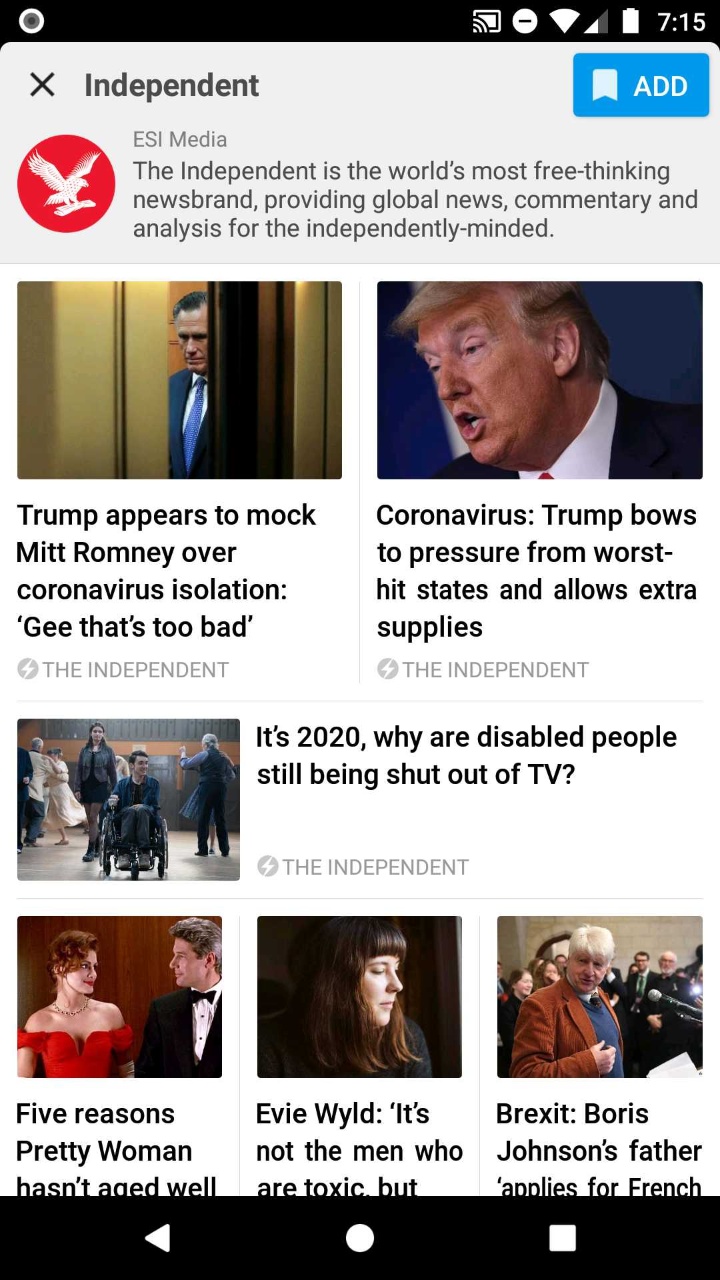 7:15
Independent
ADD
ESI Media
The Independent is the world’s most free-thinking
newsbrand, providing global news, commentary and
analysis for the independently-minded.
Trump appears to mock
Mitt Romney over
coronavirus isolation:
‘Gee that’s too bad’
THE INDEPENDENT
Coronavirus: Trump bows
to pressure from worst-
hit states and allows extra
supplies
THE INDEPENDENT
It’s 2020, why are disabled people
still being shut out of TV?
THE INDEPENDENT
Five reasons
Pretty Woman
hasn’t aged well
Evie Wyld: ‘It’s
not the men who
are toxic, but
Brexit: Boris
Johnson’s father
‘applies for French